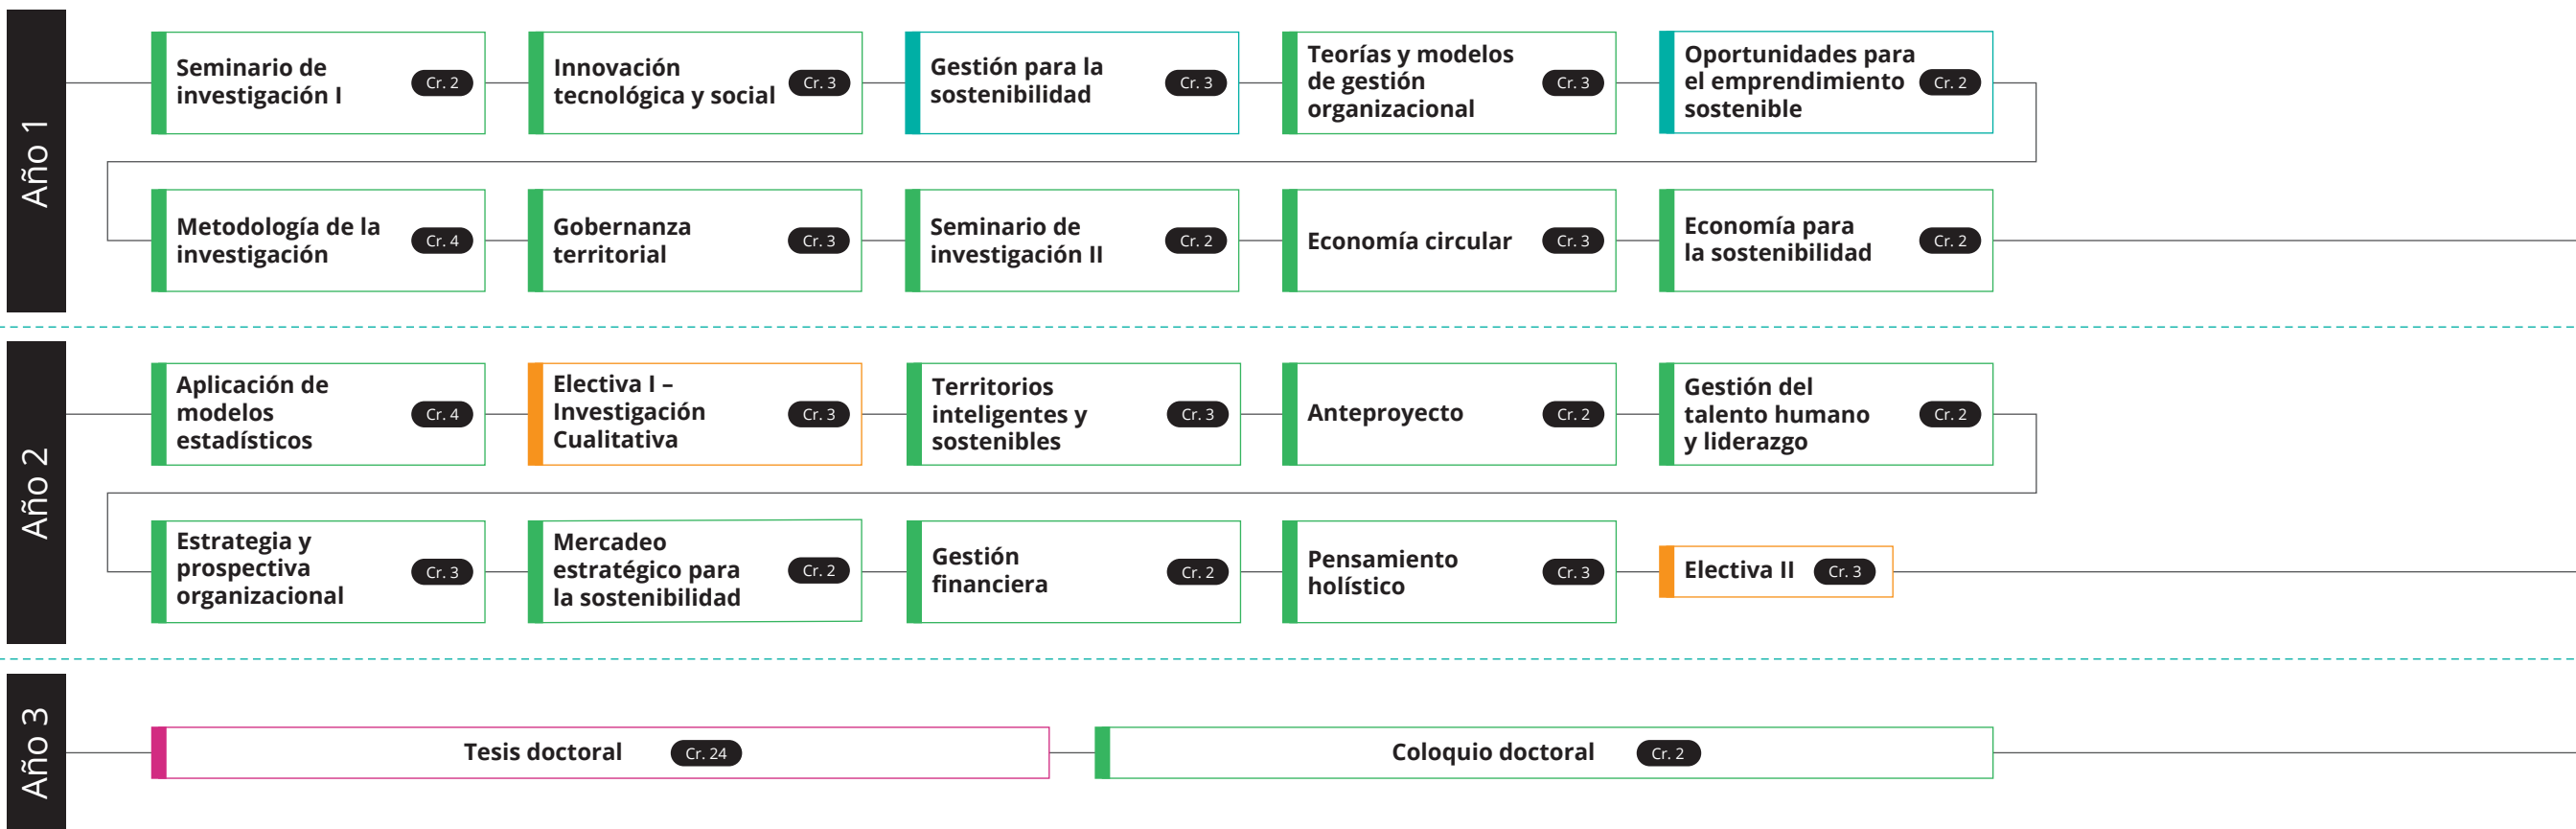 Año 1
Seminario de
investigación I
Cr. 2
Innovación
tecnológica y social
Cr. 3
Gestión para la
sostenibilidad
Cr. 3
Teorías y modelos
de gestión
organizacional
Cr. 3
Oportunidades para
el emprendimiento
sostenible
Cr. 2
Metodología de la
investigación
Cr. 4
Gobernanza
territorial
Cr. 3
Seminario de
investigación II
Cr. 2
Economía circular
Cr. 3
Economía para
la sostenibilidad
Cr. 2
Año 2
Aplicación de
modelos
estadísticos
Cr. 4
Electiva I –
Investigación
Cualitativa
Cr. 3
Territorios
inteligentes y
sostenibles
Cr. 3
Anteproyecto
Cr. 2
Gestión del
talento humano
y liderazgo
Cr. 2
Estrategia y
prospectiva
organizacional
Cr. 3
Mercadeo
estratégico para
la sostenibilidad
Cr. 2
Gestión
financiera
Cr. 2
Pensamiento
holístico
Cr. 3
Electiva II
Cr. 3
Año 3
Tesis doctoral
Cr. 24
Coloquio doctoral
Cr. 2